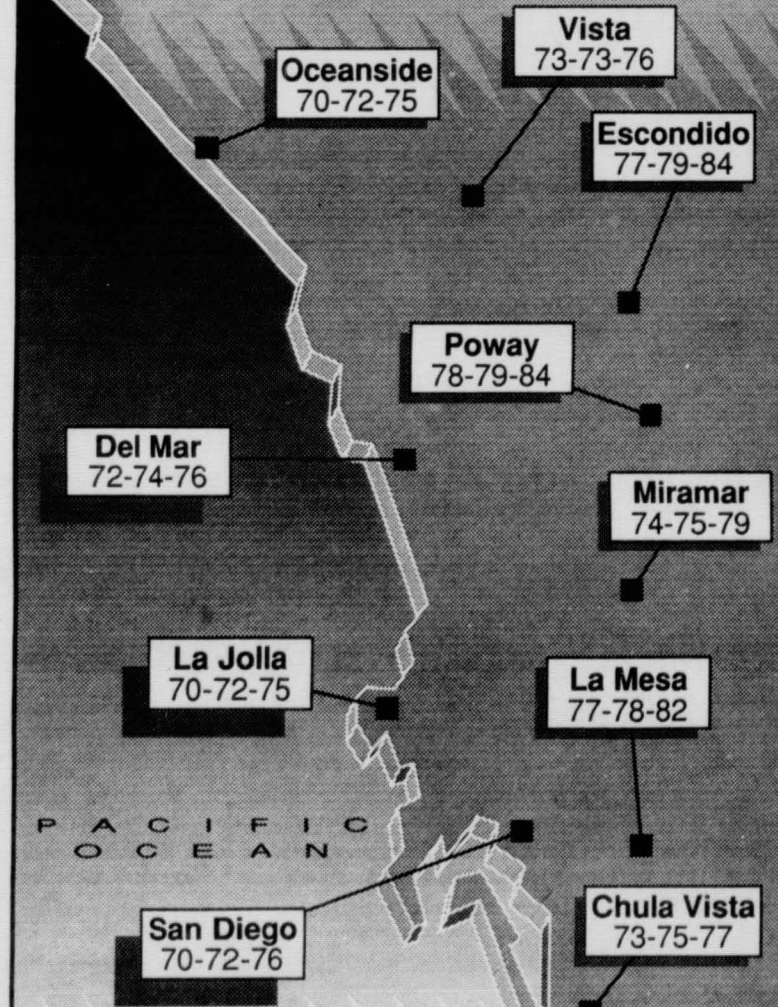 Vista
73-73-76
Oceanside
70-72-75
Escondido
77-79-84
Poway
78-79-84
Del Mar
72-74-76
Miramar
74-75-79
La Jolla
70-72-75
La Mesa
77-78-82
PACIFIC
OCEAN
San Diego
70-72-76
Chula Vista
73-75-77